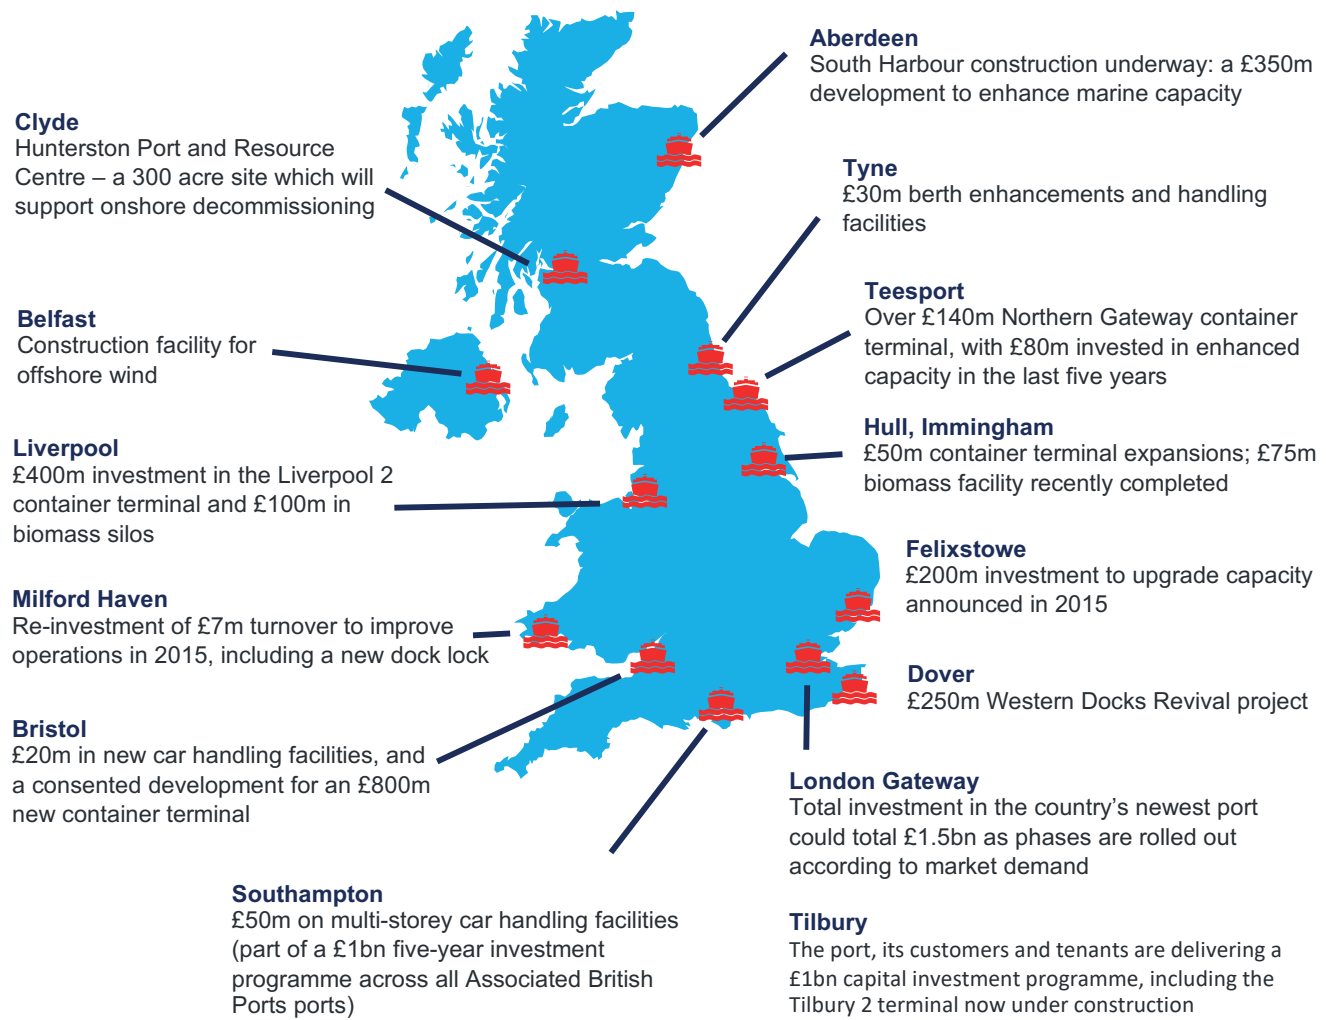 Aberdeen
South Harbour construction underway: a £350m
development to enhance marine capacity
Clyde
Hunterston Port and Resource
Centre – a 300 acre site which will
support onshore decommissioning
Tyne
£30m berth enhancements and handling
facilities
Teesport
Over £140m Northern Gateway container
terminal, with £80m invested in enhanced
capacity in the last five years
Belfast
Construction facility for
offshore wind
Hull, Immingham
£50m container terminal expansions; £75m
biomass facility recently completed
Liverpool
£400m investment in the Liverpool 2
container terminal and £100m in
biomass silos
Felixstowe
£200m investment to upgrade capacity
announced in 2015
Milford Haven
Re-investment of £7m turnover to improve
operations in 2015, including a new dock lock
Dover
£250m Western Docks Revival project
Bristol
£20m in new car handling facilities, and
a consented development for an £800m
new container terminal
London Gateway
Total investment in the country’s newest port
could total £1.5bn as phases are rolled out
according to market demand
Southampton
£50m on multi-storey car handling facilities
(part of a £1bn five-year investment
programme across all Associated British
Ports ports)
Tilbury
The port, its customers and tenants are delivering a
£1bn capital investment programme, including the
Tilbury 2 terminal now under construction